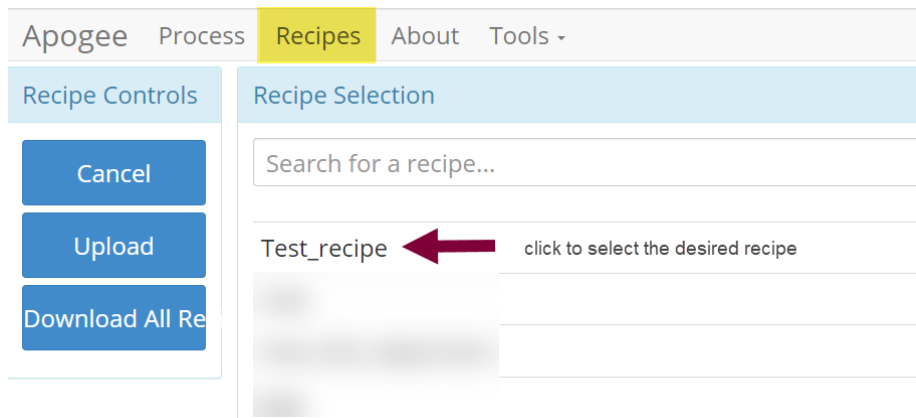 Apogee Process Recipes About Tools
Recipe Controls
Recipe Selection
Cancel
Upload
Download All Re
Search for a recipe...
Test_recipe
click to select the desired recipe